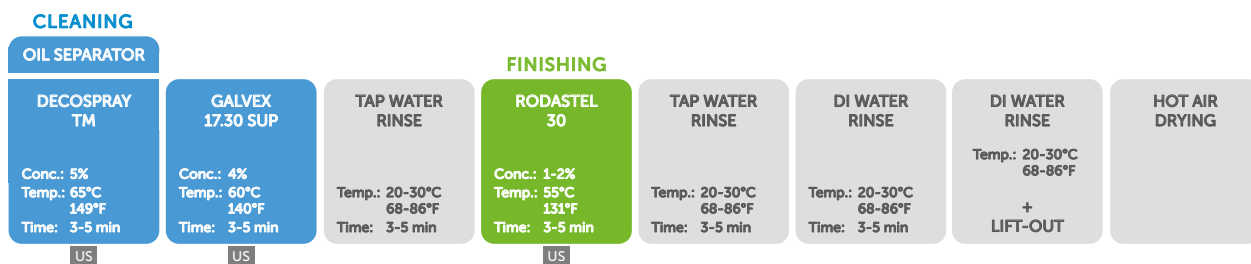 CLEANING
OIL SEPARATOR
DECOSPRAY
TM
Conc.: 5%
Temp.: 65°C
149°F
Time: 3-5 min
US
GALVEX
17.30 SUP
Conc.: 4%
Temp.: 60°C
140°F
Time: 3-5 min
US
TAP WATER
RINSE
Temp.: 20-30°C
68-86°F
Time: 3-5 min
FINISHING
RODASTEL
30
Conc.: 1-2%
Temp.: 55°C
131°F
Time: 3-5 min
US
TAP WATER
RINSE
Temp.: 20-30°C
68-86°F
Time: 3-5 min
DI WATER
RINSE
Temp.: 20-30°C
68-86°F
Time: 3-5 min
DI WATER
RINSE
Temp.: 20-30°C
68-86°F
+
LIFT-OUT
HOT AIR
DRYING